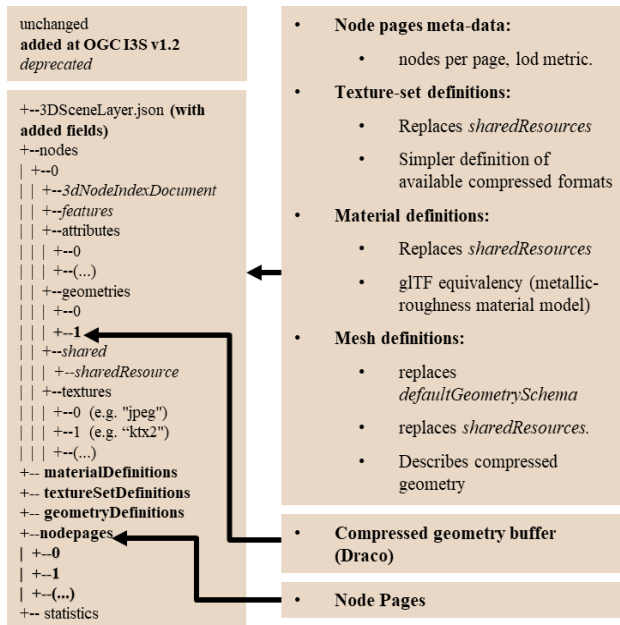 unchanged
added at OGC I3S v1.2
deprecated
+--3DSceneLayer.json (with
added fields)
+--nodes
| +--0
| | +--3dNodeIndexDocument
| | +--features
| | +--attributes
| | | +--0
| | | +--(...)
| | +--geometries
| | | +--0
| | | +--1
| | +--shared
| | | +--sharedResource
| | +--textures
| | | +--0 (e.g. "jpeg")
| | | +--1 (e.g. “ktx2")
| | | +--(...)
+-- materialDefinitions
+-- textureSetDefinitions
+-- geometryDefinitions
+--nodepages
| +--0
| +--1
| +--(...)
+-- statistics
• Node pages meta-data:
• nodes per page, lod metric.
• Texture-set definitions:
• Replaces sharedResources
• Simpler definition of
available compressed formats
• Material definitions:
• Replaces sharedResources
• glTF equivalency (metallic-
roughness material model)
• Mesh definitions:
• replaces
defaultGeometrySchema
• replaces sharedResources.
• Describes compressed
geometry
• Compressed geometry buffer
(Draco)
• Node Pages